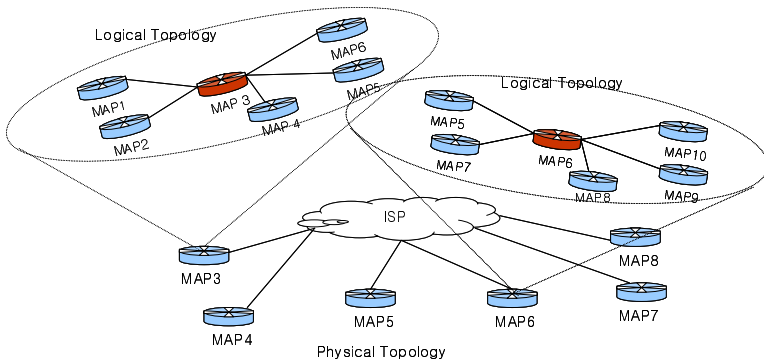 Logical Topology
MAP6
MAP5
MAP1
MAP 3
MAP 4
MAP2
Logical Topology
MAP5
MAP7
MAP6
MAP10
MAP8
MAP9
ISP
MAP3
MAP8
MAP4
MAP5
MAP6
MAP7
Physical Topology